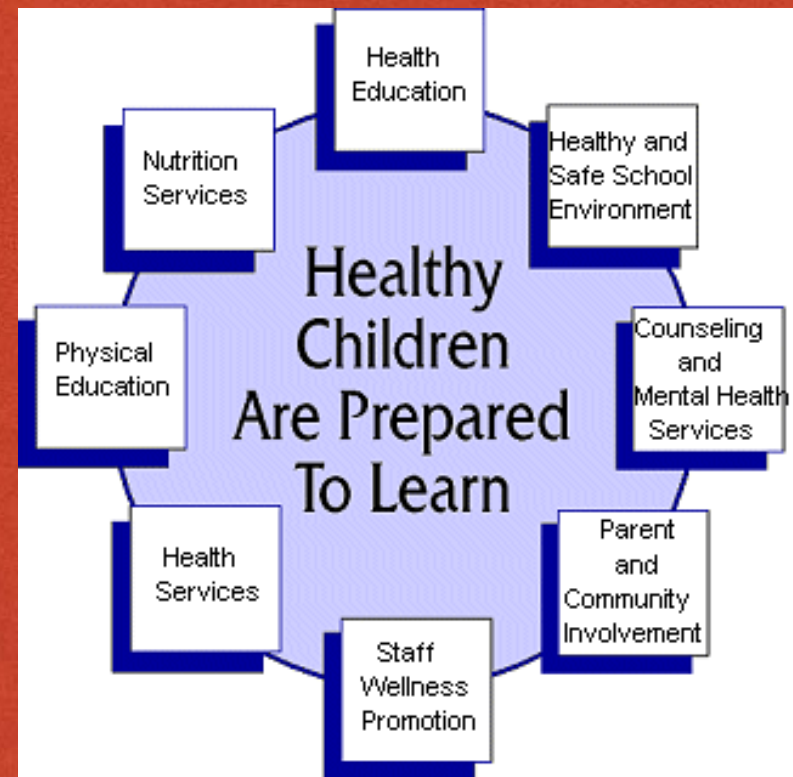 Health
Education
Healthy and
Safe School
Environment
Counseling
and
Mental Health
Services
Parent
and
Community
Involvement
Staff
Wellness
Promotion
Health
Services
Physical
Education
Nutrition
Services
Healthy
Children
Are Prepared
To Learn